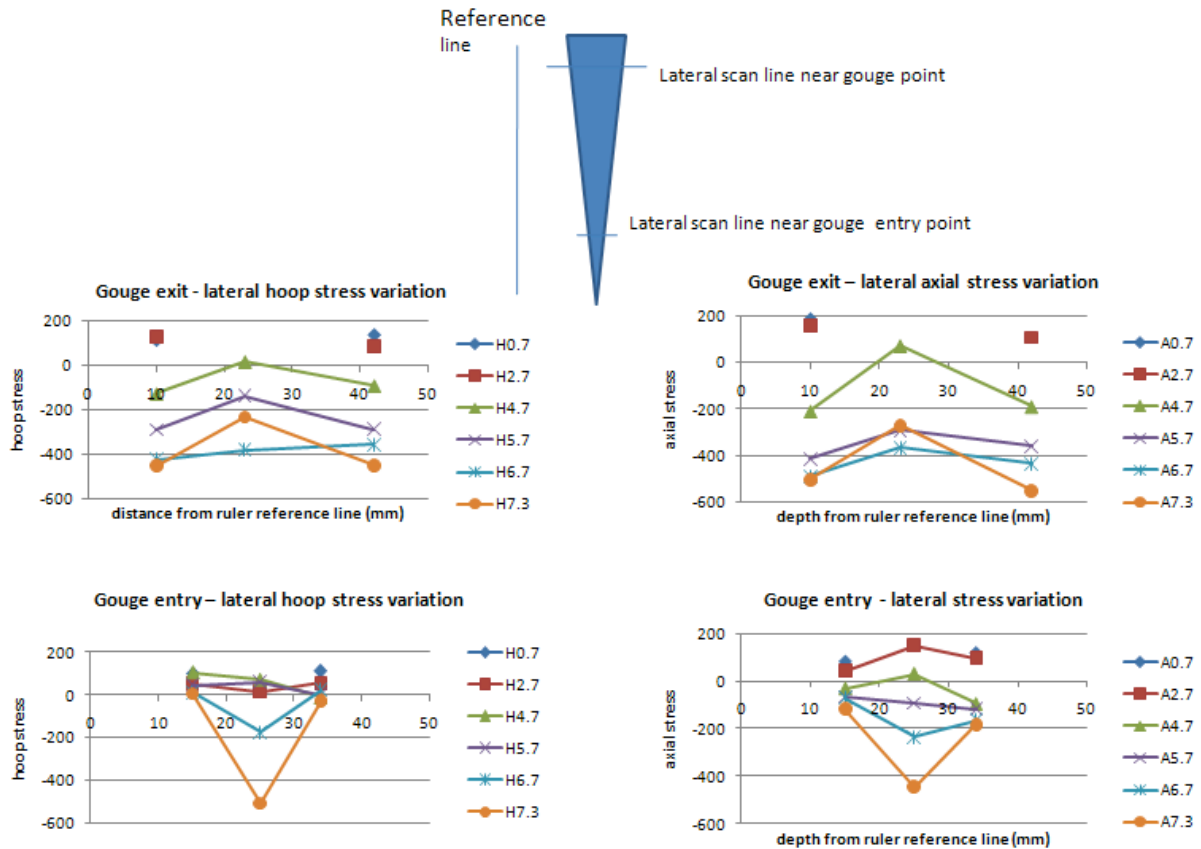 Reference
line
Lateral scan line near gouge point
Lateral scan line near gouge entry point
Gouge exit - lateral hoop stress variation
200
0
-200
-400
-600
0
10
20
30
40
50
hoop stress
distance from ruler reference line (mm)
H0.7
H2.7
H4.7
H5.7
H6.7
H7.3
Gouge exit – lateral axial stress variation
200
0
-200
-400
-600
0
10
20
30
40
50
axial stress
depth from ruler reference line (mm)
A0.7
A2.7
A4.7
A5.7
A6.7
A7.3
Gouge entry – lateral hoop stress variation
200
0
-200
-400
-600
0
10
20
30
40
50
hoop stress
H0.7
H2.7
H4.7
H5.7
H6.7
H7.3
Gouge entry - lateral stress variation
200
0
-200
-400
-600
0
10
20
30
40
50
axial stress
depth from ruler reference line (mm)
A0.7
A2.7
A4.7
A5.7
A6.7
A7.3